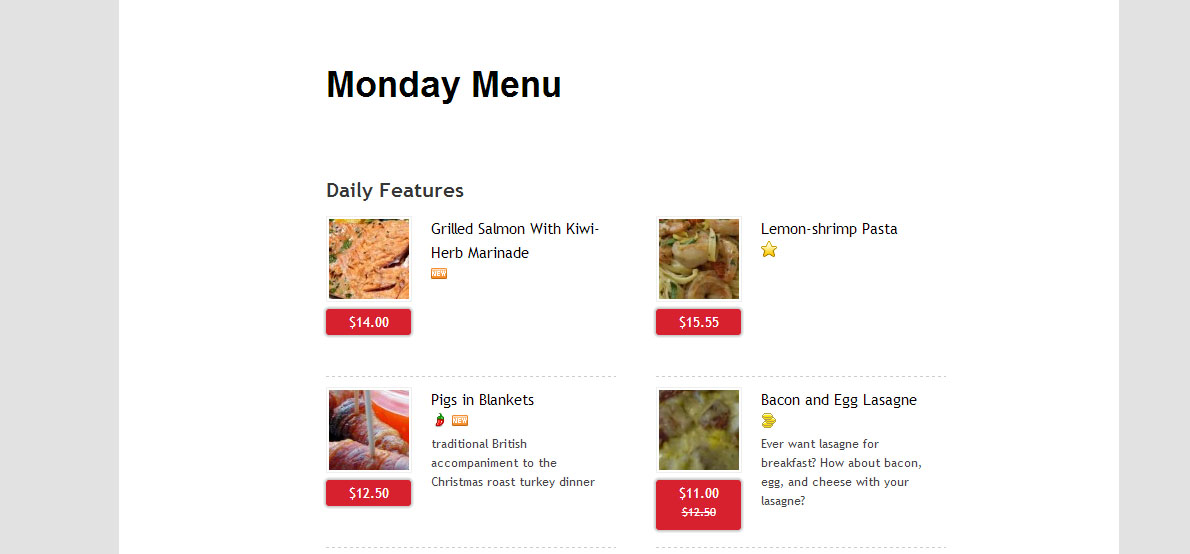 Monday Menu
Daily Features
Grilled Salmon With Kiwi-
Herb Marinade
NEW
$14.00
Lemon-shrimp Pasta
$15.55
Pigs in Blankets
NEW
traditional British
accompaniment to the
Christmas roast turkey dinner
$12.50
Bacon and Egg Lasagne
Ever want lasagne for
breakfast? How about bacon,
egg, and cheese with your
lasagne?
$11.00
$12.50